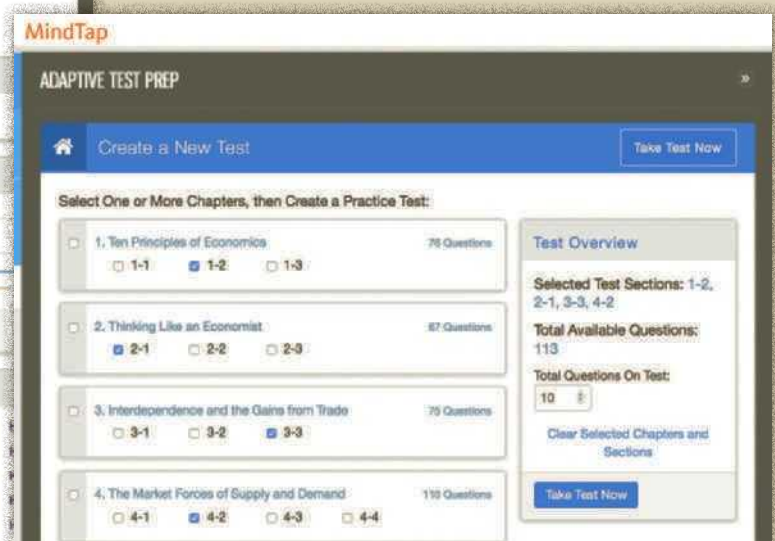 MindTap
ADAPTIVE TEST PREP »
Create a New Test
Take Test Now
Select One or More Chapters, then Create a Practice Test:
1. Ten Principles of Economics 76 Questions
1-1 1-2 1-3
2. Thinking Like an Economist 67 Questions
2-1 2-2 2-3
3. Interdependence and the Gains from Trade 75 Questions
3-1 3-2 3-3
4. The Market Forces of Supply and Demand 110 Questions
4-1 4-2 4-3 4-4
Test Overview
Selected Test Sections: 1-2,
2-1, 3-3, 4-2
Total Available Questions:
113
Total Questions On Test:
10
Clear Selected Chapters and
Sections
Take Test Now